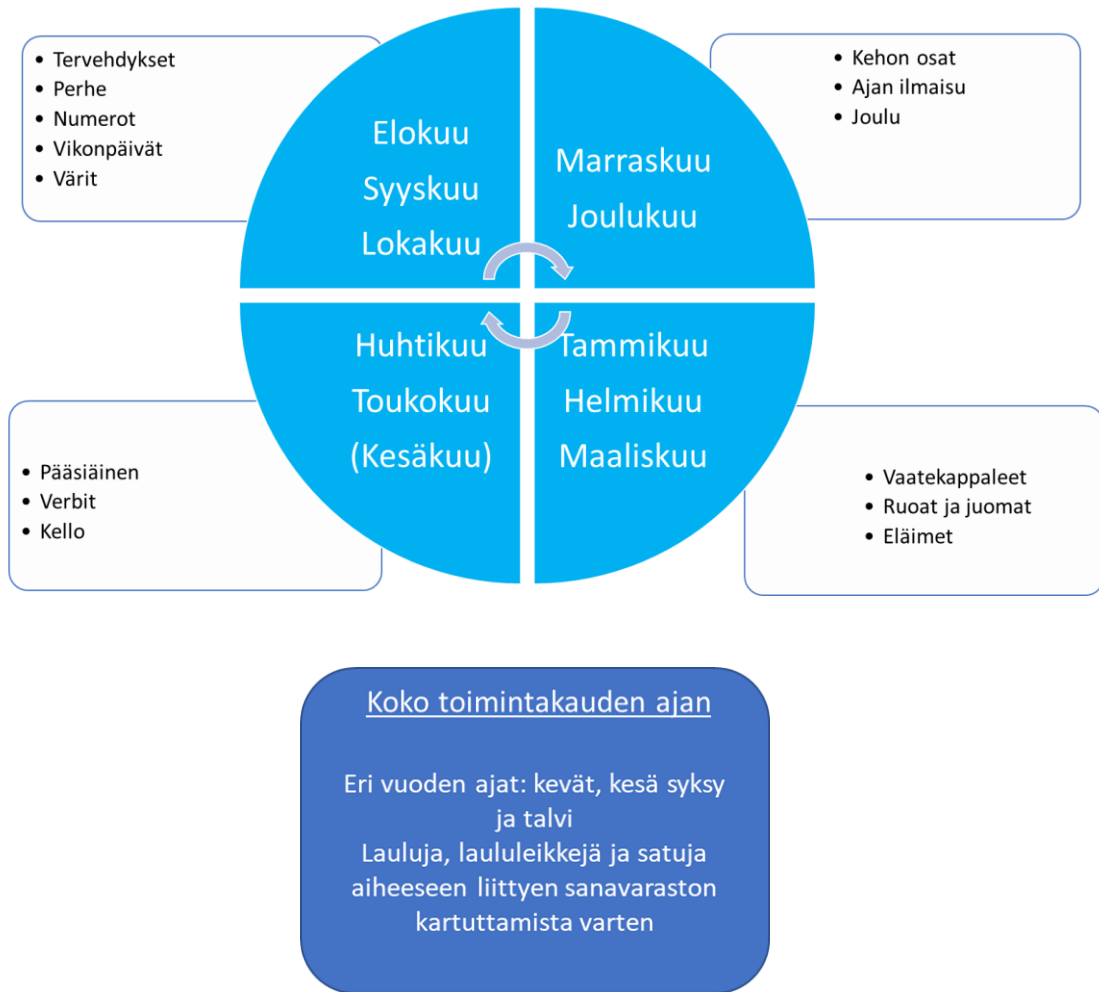 • Tervehdykset
• Perhe
• Numerot
• Vikonpäivät
• Värit
Elokuu
Syyskuu
Lokakuu
Marraskuu
Joulukuu
• Kehon osat
• Ajan ilmaisu
• Joulu
• Pääsiäinen
• Verbit
• Kello
Huhtikuu
Toukokuu
(Kesäkuu)
Tammikuu
Helmikuu
Maaliskuu
• Vaatekappaleet
• Ruoat ja juomat
• Eläimet
Koko toimintakauden ajan
Eri vuoden ajat: kevät, kesä syksy
ja talvi
Lauluja, laululeikkejä ja satuja
aiheeseen liittyen sanavaraston
kartuttamista varten